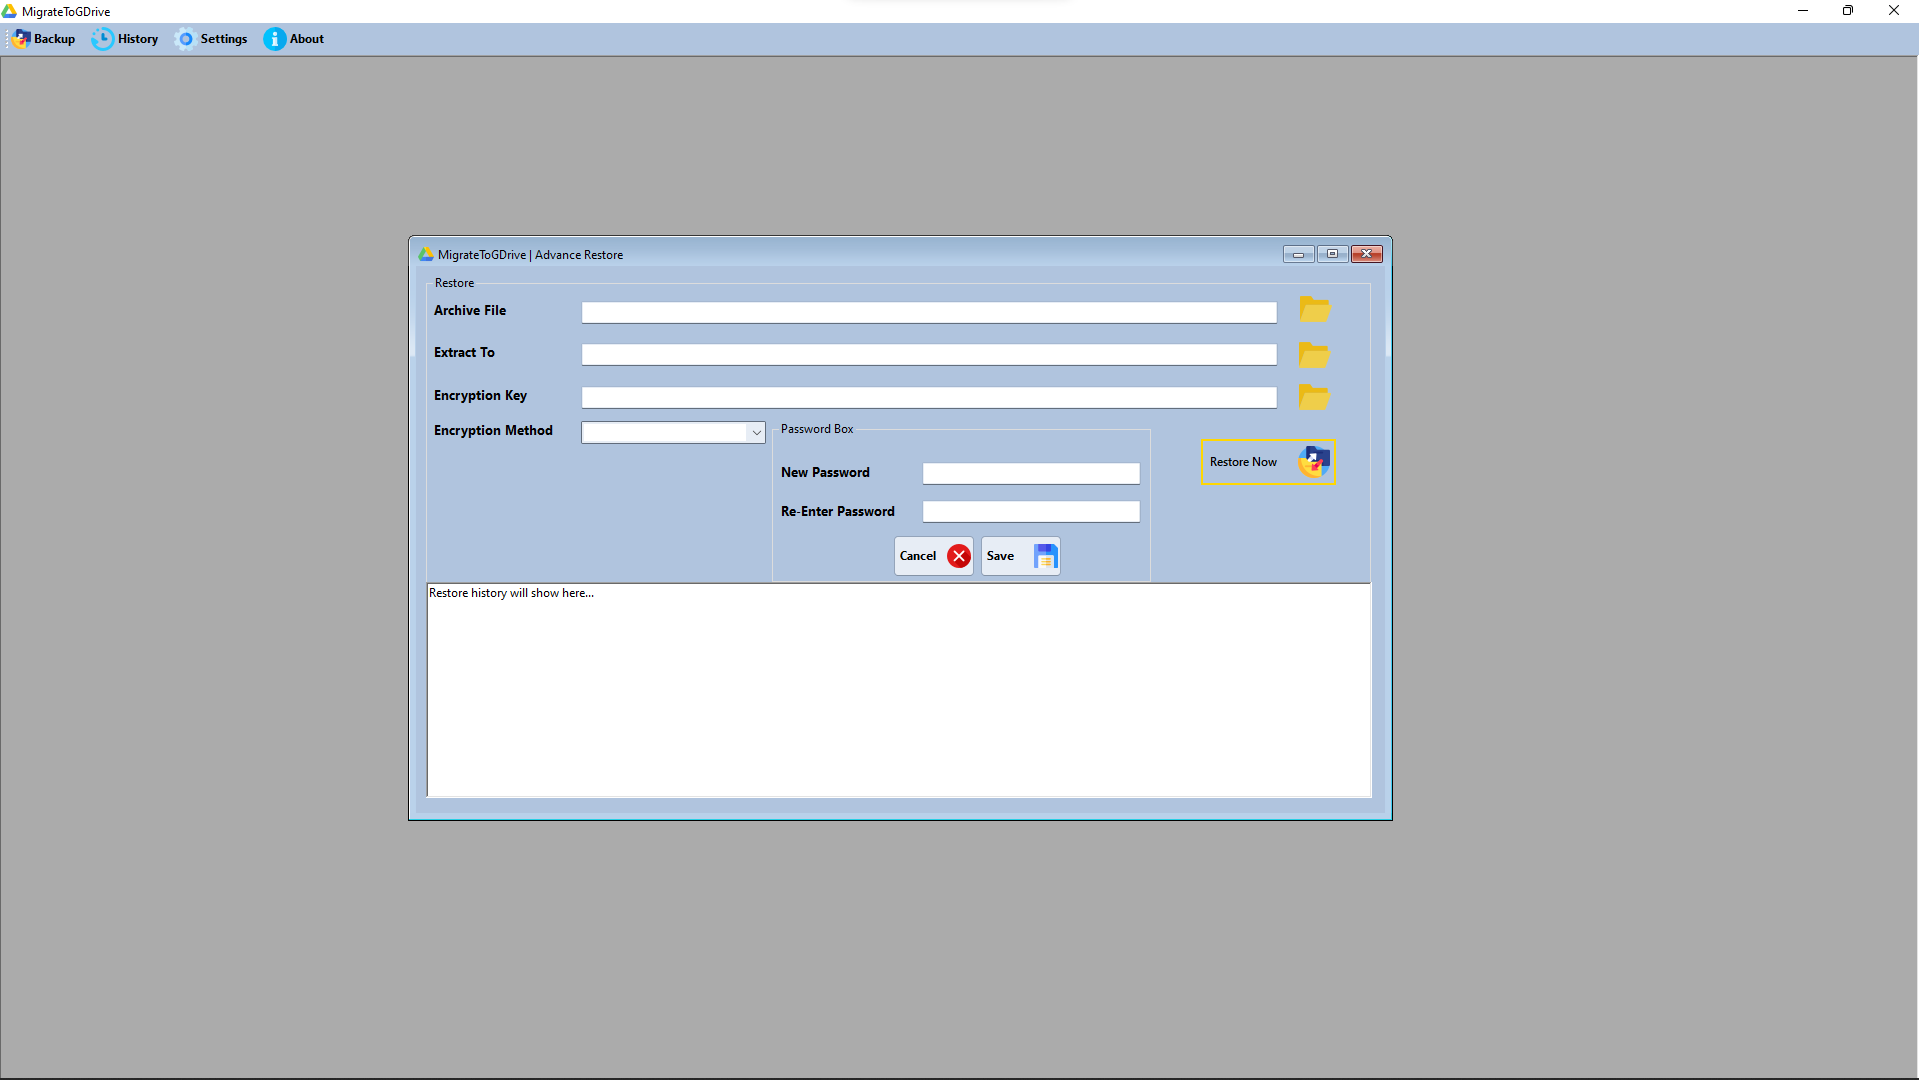 MigrateToGDrive
Backup History Settings About
MigrateToGDrive | Advance Restore
Restore
Archive File
Extract To
Encryption Key
Encryption Method
Password Box
New Password
Re-Enter Password
Cancel Save
Restore Now
Restore history will show here...